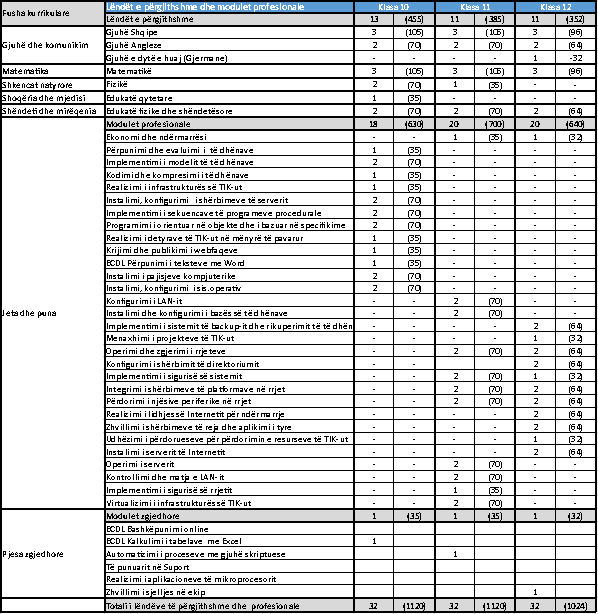 Fusha kurrikulare Lëndët e përgjithshme dhe modulet profesionale Klasa 10 Klasa 11 Klasa 12
Lëndët e përgjithshme 13 (455) 11 (385) 11 (352)
Gjuhë dhe komunikim Gjuhë Shqipe 3 (105) 3 (105) 3 (96)
Gjuhë Angleze 2 (70) 2 (70) 2 (64)
Gjuhë e dytë e huaj (Gjermane) 1 -32
Matematika Matematikë 3 (105) 3 (105) 3 (96)
Shkencat natyrore Fizikë 2 (70) 1 (35) - -
Shoqëria dhe mjedisi Edukatë qytetare 1 (35) - - - -
Shëndeti dhe mirëqenia Edukatë fizike dhe shëndetësore 2 (70) 2 (70) 2 (64)
Jeta dhe puna Modulet profesionale 18 (630) 20 (700) 20 (640)
Ekonomi dhe ndërmarrësi - - 1 (35) 1 (32)
Përpunimi dhe evaluimi i të dhënave 1 (35) - - - -
Implementimi i modelit të të dhënave 2 (70) - - - -
Kodimi dhe kompresimi i të dhënave 1 (35) - - - -
Realizimi i infrastrukturës së TIK-ut 1 (35) - - - -
Instalimi, konfigurimi i shërbimeve të serverit 2 (70) - - - -
Implementimi i sekuencave të programeve procedurale 2 (70) - - - -
Programimi i orientuar në objekte dhe i bazuar në specifikime 2 (70) - - - -
Realizimi i detyrave të TIK-ut në mënyrë të pavarur 1 (35) - - - -
Krijimi dhe publikimi i webfaqeve 1 (35) - - - -
ECDL Përpunimi i teksteve me Word 1 (35) - - - -
Instalimi i pajisjeve kompjuterike 2 (70) - - - -
Instalimi, konfigurimi i sis.operativ 2 (70) - - - -
Konfigurimi i LAN-it - - 2 (70) - -
Instalimi dhe konfigurimi i bazës së të dhënave - - 2 (70) - -
Implementimi i sistemit të backup-it dhe rikuperimit të të dhën - - - 2 (64)
Menaxhimi i projekteve të TIK-ut - - - - 1 (32)
Operimi dhe zgjerimi i rrjeteve - - 2 (70) 2 (64)
Konfigurimi i shërbimit të direktoriumit - - 2 (64)
Implementimi i sigurisë së sistemit - - 2 (70) 1 (32)
Integrimi i shërbimeve të platformave në rrjet - - 2 (70) 2 (64)
Përdorimi i njësive periferike në rrjet - - 2 (70) 2 (64)
Realizimi i lidhjes së Internetit për ndërmarrje - - - - 2 (64)
Zhvillimi i shërbimeve të reja dhe aplikimi i tyre - - - - 2 (64)
Udhëzimi i përdorueseve për përdorimin e resurseve të TIK- ut - - - - 1 (32)
Instalimi i serverit të Internetit - - - - 2 (64)
Operimi i serverit - - 2 (70) - -
Kontrollimi dhe matja e LAN-it - - 2 (70) - -
Implementimi i sigurisë së rrjetit - - 1 (35) - -
Virtualizimi i infrastrukturës së TIK-ut - - 2 (70) - -
Pjesa zgjedhore Modulet zgjedhore 1 (35) 1 (35) 1 (32)
ECDL Bashkëpunimi online
ECDL Kalkulimi i tabelave me Excel 1
Automatizimi i proceseve me gjuhë skriptuese 1
Të punuarit në Suport
Realizimi i aplikacioneve të mikroprocesorit
Zhvillimi i sjelljes në ekip 1
Totali i lëndëve të përgjithshme dhe profesionale 32 (1120) 32 (1120) 32 (1024)